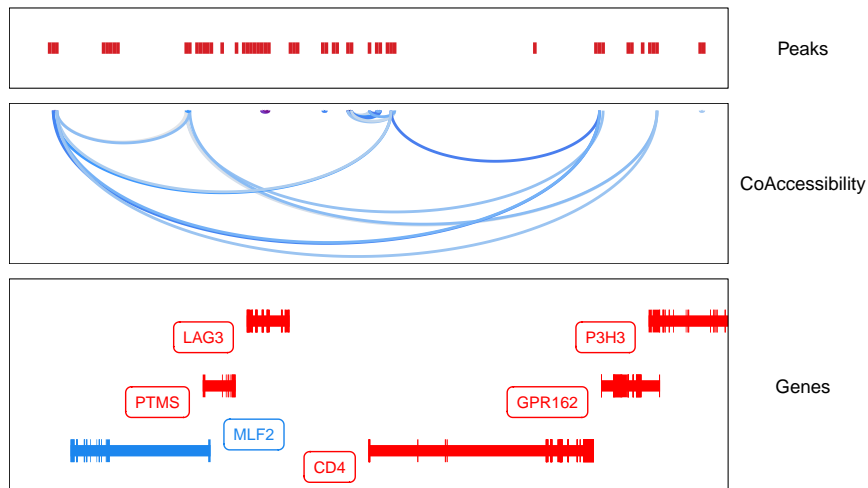 Peaks
CoAccessibility
LAG3
P3H3
PTMS
GPR162
Genes
MLF2
CD4